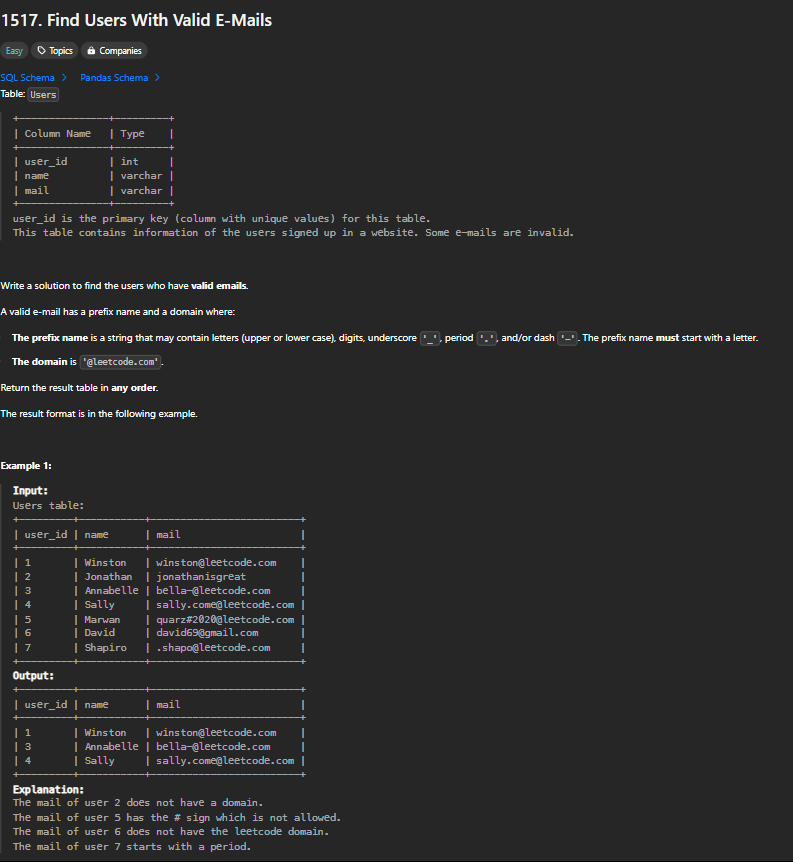 1517. Find Users With Valid E-Mails
Easy Topics Companies
SQL Schema > Pandas Schema >
Table: Users
+---------------+---------+
| Column Name   | Type    |
+---------------+---------+
| user_id       | int     |
| name          | varchar |
| mail          | varchar |
+---------------+---------+
user_id is the primary key (column with unique values) for this table.
This table contains information of the users signed up in a website. Some e-mails are invalid.
Write a solution to find the users who have valid emails.
A valid e-mail has a prefix name and a domain where:
The prefix name is a string that may contain letters (upper or lower case), digits, underscore '_', period '.', and/or dash '-'. The prefix name must start with a letter.
The domain is '@leetcode.com'.
Return the result table in any order.
The result format is in the following example.
Example 1:
Input:
Users table:
+---------+-----------+-------------------------+
| user_id | name      | mail                    |
+---------+-----------+-------------------------+
| 1       | Winston   | winston@leetcode.com    |
| 2       | Jonathan  | jonathanisgreat         |
| 3       | Annabelle | bella-@leetcode.com     |
| 4       | Sally     | sally.come@leetcode.com |
| 5       | Marwan    | quarz#2020@leetcode.com |
| 6       | David     | david69@gmail.com       |
| 7       | Shapiro   | .shapo@leetcode.com     |
+---------+-----------+-------------------------+
Output:
+---------+-----------+-------------------------+
| user_id | name      | mail                    |
+---------+-----------+-------------------------+
| 1       | Winston   | winston@leetcode.com    |
| 3       | Annabelle | bella-@leetcode.com     |
| 4       | Sally     | sally.come@leetcode.com |
+---------+-----------+-------------------------+
Explanation:
The mail of user 2 does not have a domain.
The mail of user 5 has the # sign which is not allowed.
The mail of user 6 does not have the leetcode domain.
The mail of user 7 starts with a period.